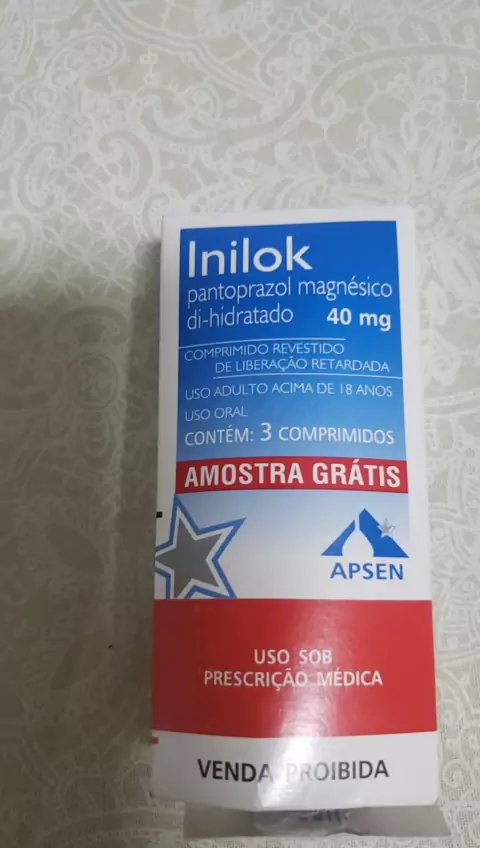 Inilok
pantoprazol magnésico
di-hidratado 40 mg
COMPRIMIDO REVESTIDO
DE LIBERAÇÃO RETARDADA
USO ADULTO ACIMA DE 18 ANOS
USO ORAL
CONTÉM: 3 COMPRIMIDOS
AMOSTRA GRÁTIS
APSEN
USO SOB
PRESCRIÇÃO MÉDICA
VENDA PROIBIDA